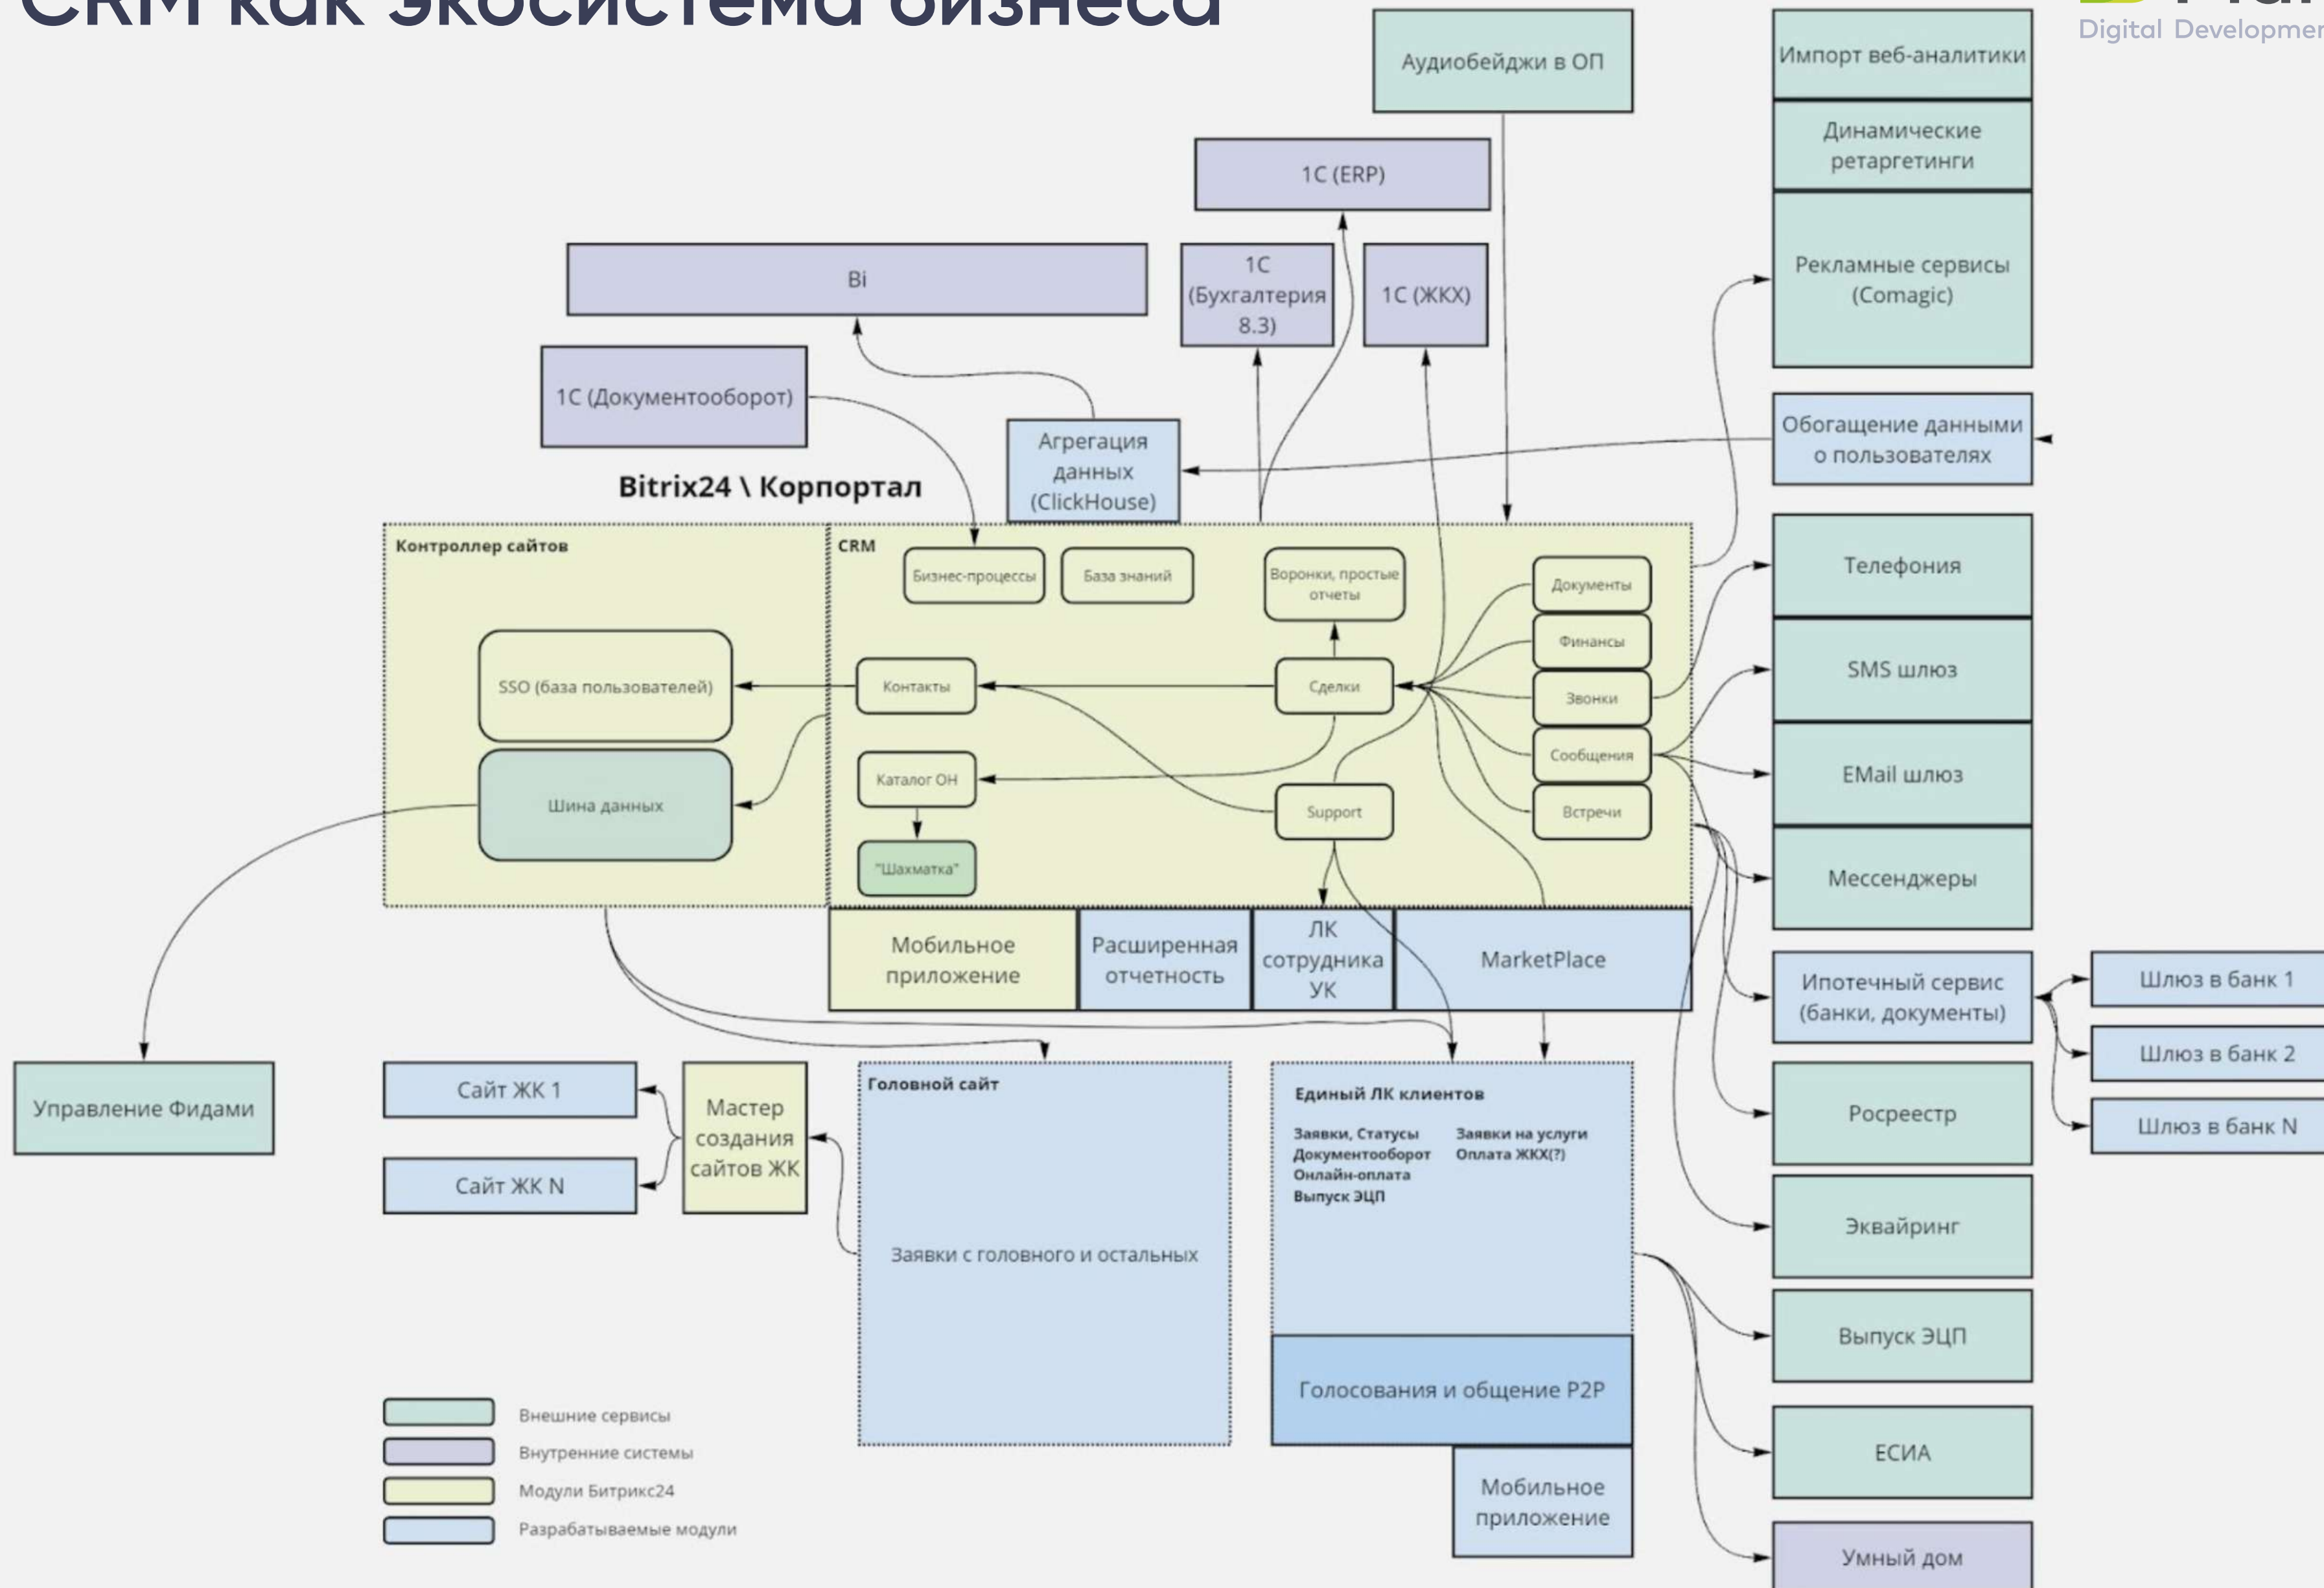 CRM как экосистема бизнеса
Digital Developmen
Аудиобейджи в ОП
Импорт веб-аналитики
Динамические
ретаргетинги
Рекламные сервисы
(Comagic)
1С (ERP)
Bi
1С
(Бухгалтерия
8.3)
1С (ЖКХ)
1С (Документооборот)
Агрегация
данных
(ClickHouse)
Обогащение данными
о пользователях
Bitrix24 \ Корпортал
Контроллер сайтов
SSO (база пользователей)
Шина данных
CRM
Бизнес-процессы
База знаний
Воронки, простые
отчеты
Документы
Финансы
Звонки
Сообщения
Встречи
Контакты
Сделки
Каталог ОН
Support
"Шахматка"
Телефония
SMS шлюз
EMail шлюз
Мессенджеры
Мобильное
приложение
Расширенная
отчетность
ЛК
сотрудника
УК
MarketPlace
Ипотечный сервис
(банки, документы)
Шлюз в банк 1
Шлюз в банк 2
Шлюз в банк N
Управление Фидами
Сайт ЖК 1
Сайт ЖК N
Мастер
создания
сайтов ЖК
Головной сайт
Заявки с головного и остальных
Единый ЛК клиентов
Заявки, Статусы
Документооборот
Онлайн-оплата
Выпуск ЭЦП
Заявки на услуги
Оплата ЖКХ(?)
Голосования и общение P2P
Мобильное
приложение
Росреестр
Эквайринг
Выпуск ЭЦП
ЕСИА
Умный дом
Внешние сервисы
Внутренние системы
Модули Битрикс24
Разрабатываемые модули